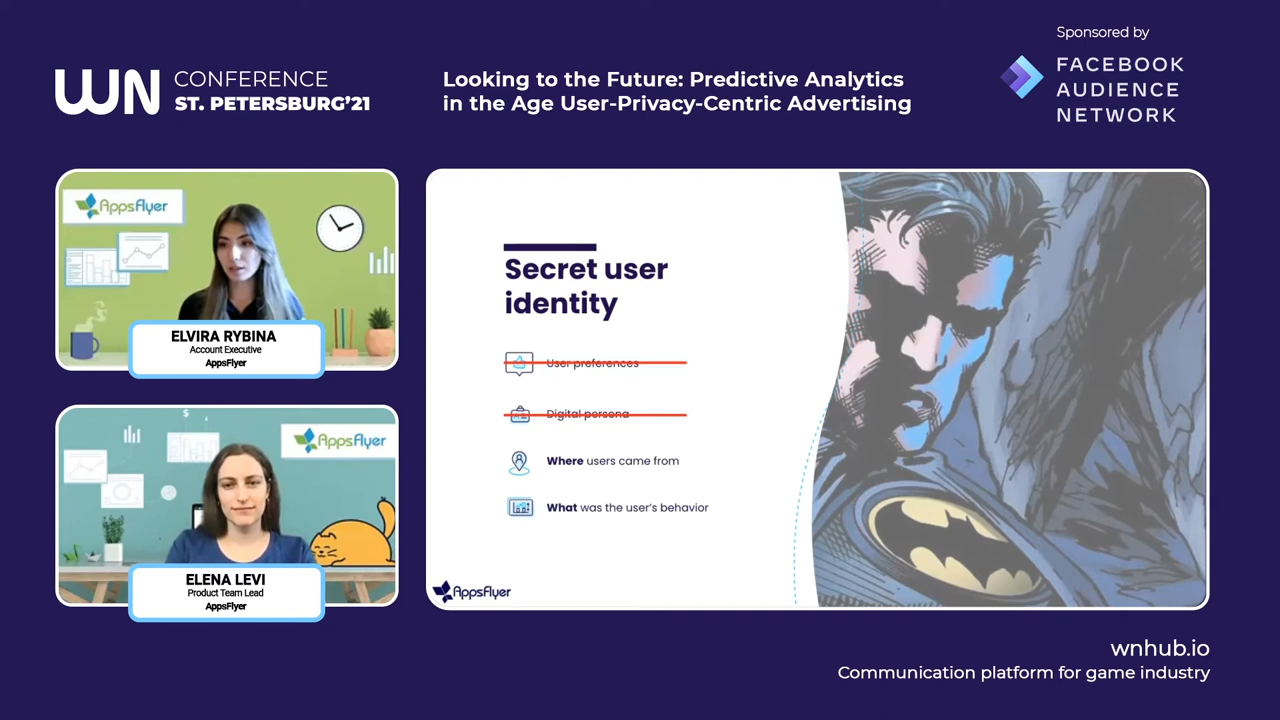 Sponsored by
WN CONFERENCE
ST. PETERSBURG'21
Looking to the Future: Predictive Analytics
in the Age User-Privacy-Centric Advertising
FACEBOOK
AUDIENCE
NETWORK
AppsFlyer
ELVIRA RYBINA
Account Executive
AppsFlyer
AppsFlyer
ELENA LEVI
Product Team Lead
AppsFlyer
Secret user
identity
User preferences
Digital persona
Where users came from
What was the user's behavior
AppsFlyer
wnhub.io
Communication platform for game industry